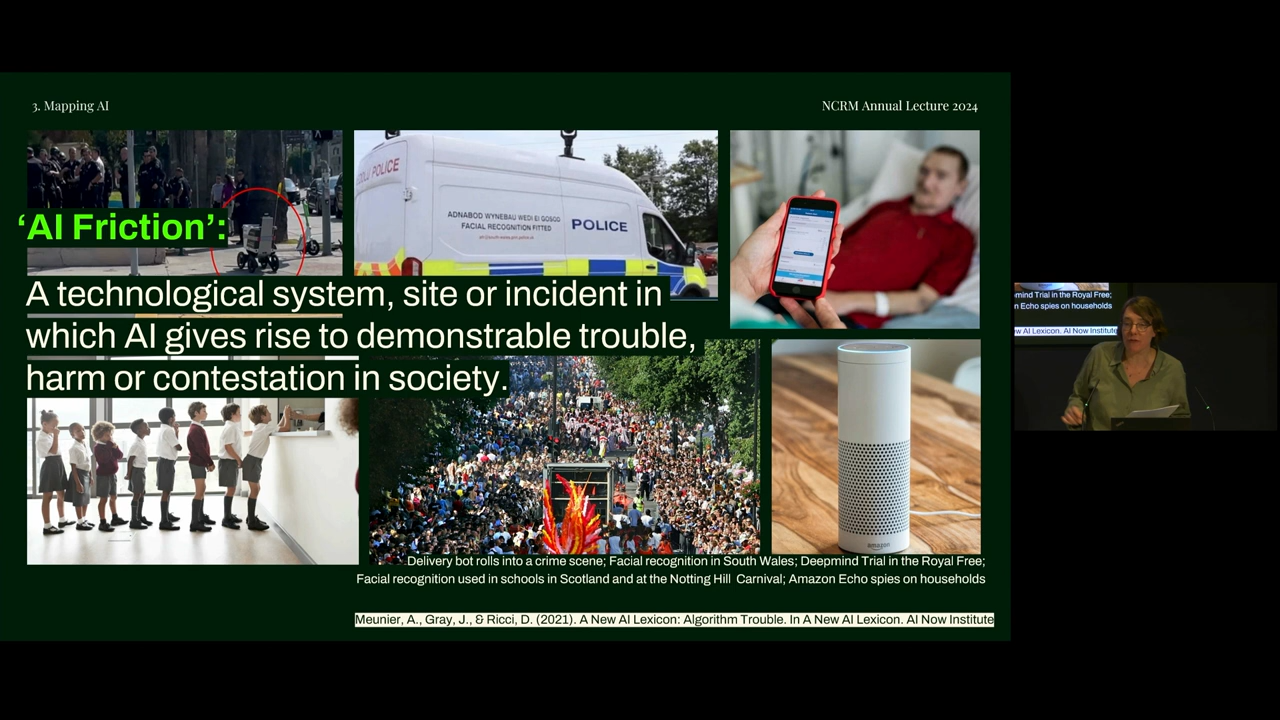 3. Mapping AI
NCRM Annual Lecture 2024
POLICE
ADNABOD WYNEBAU WEDI EI GOSOD
FACIAL RECOGNITION FITTED
POLICE
‘AI Friction’:
A technological system, site or incident in
which AI gives rise to demonstrable trouble,
harm or contestation in society.
amazon
Delivery bot rolls into a crime scene; Facial recognition in South Wales; Deepmind Trial in the Royal Free;
Facial recognition used in schools in Scotland and at the Notting Hill Carnival; Amazon Echo spies on households
Meunier, A., Gray, J., & Ricci, D. (2021). A New AI Lexicon: Algorithm Trouble. In A New AI Lexicon. AI Now Institute
Trial in the Royal Free;
Echo spies on households
AI Lexicon. AI Now Institute